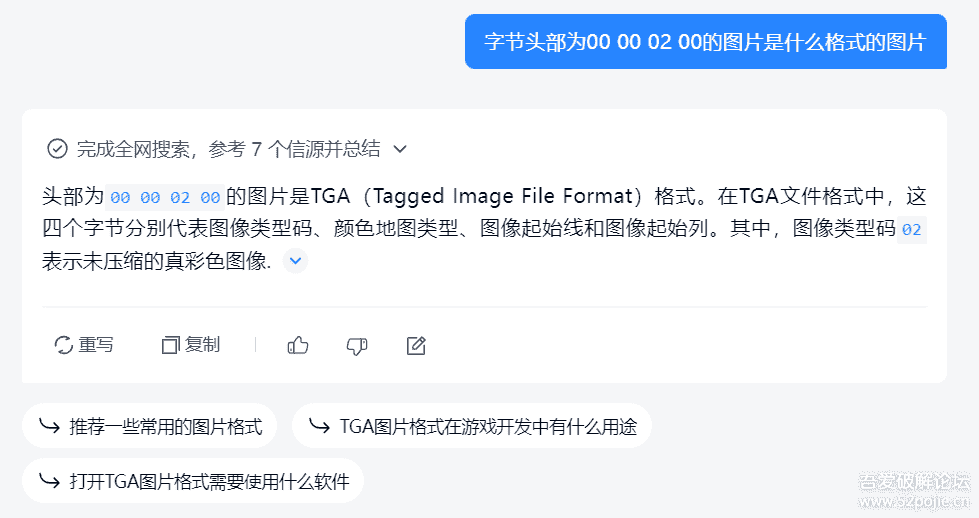 字节头部为00 00 02 00的图片是什么格式的图片
完成全网搜索，参考 7 个信源并总结
头部为 00 00 02 00 的图片是TGA（Tagged Image File Format）格式。在TGA文件格式中，这
四个字节分别代表图像类型码、颜色地图类型、图像起始线和图像起始列。其中，图像类型码 02
表示未压缩的真彩色图像.
重写 复制
推荐一些常用的图片格式 TGA图片格式在游戏开发中有什么用途
打开TGA图片格式需要使用什么软件
吾爱破解论坛
www.52pojie.cn